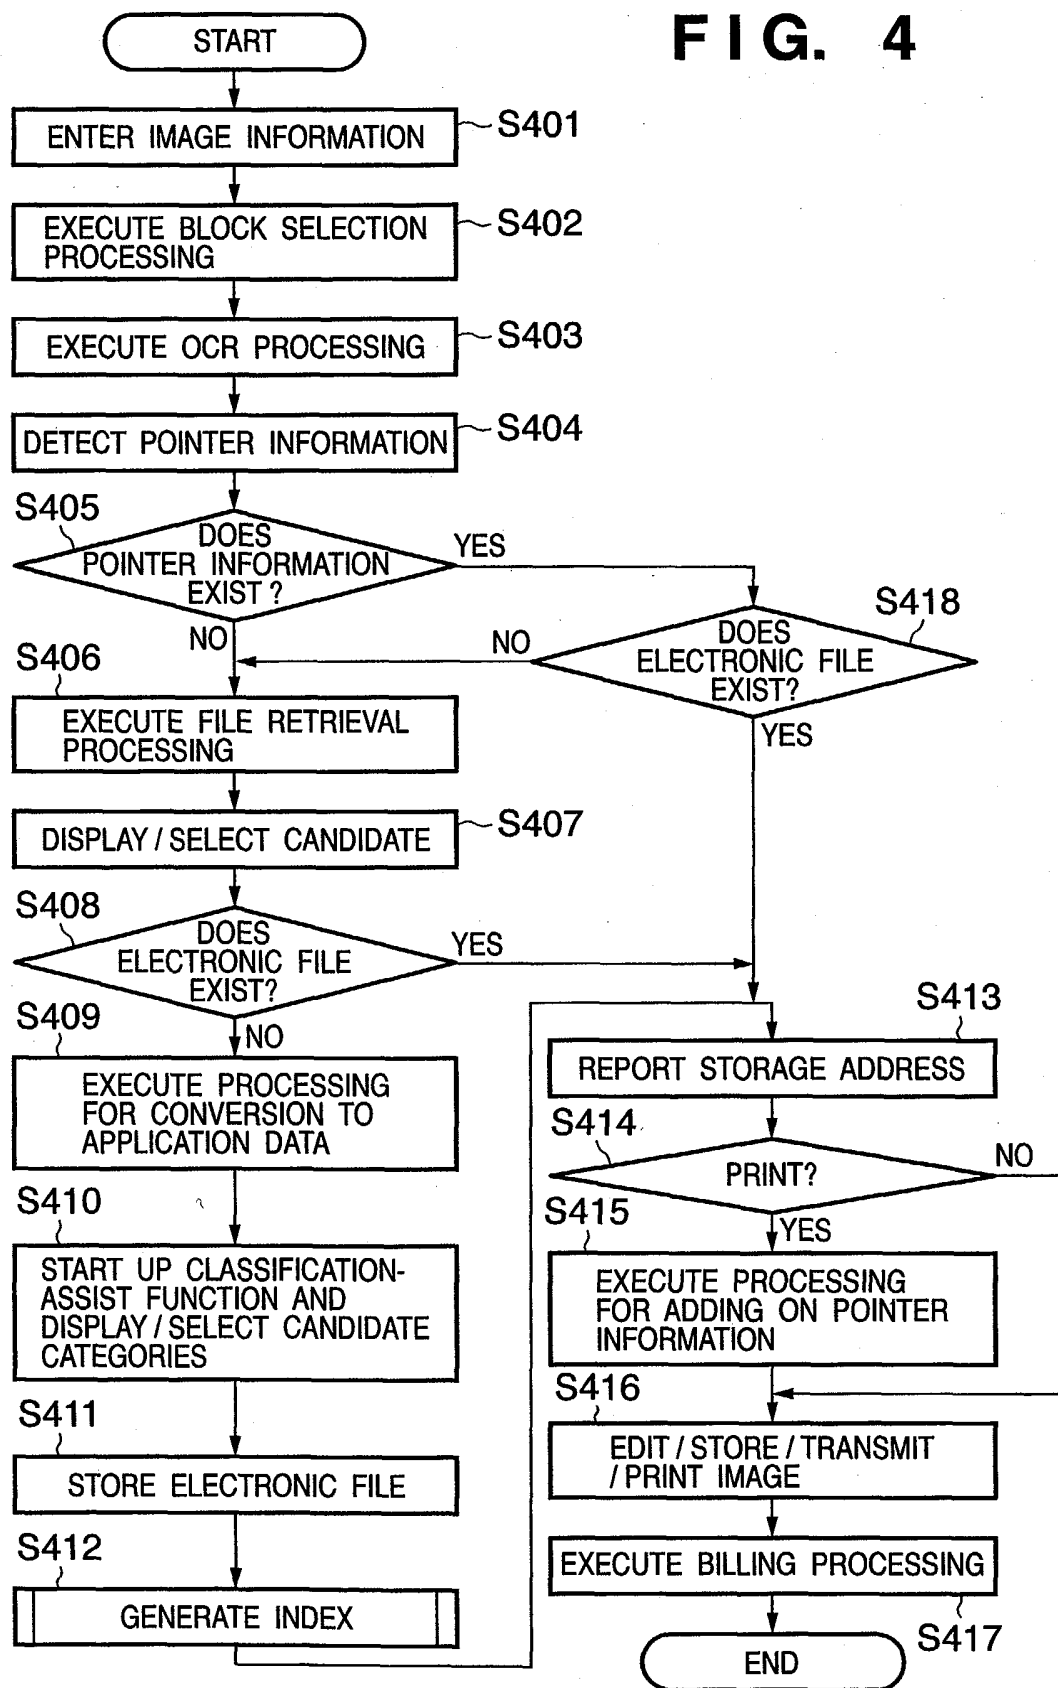 FIG. 4
START
ENTER IMAGE INFORMATION
S401
EXECUTE BLOCK SELECTION
PROCESSING
S402
EXECUTE OCR PROCESSING
S403
DETECT POINTER INFORMATION
S404
S405
DOES
POINTER INFORMATION
EXIST?
YES
NO
S418
DOES
ELECTRONIC FILE
EXIST?
NO
YES
S406
EXECUTE FILE RETRIEVAL
PROCESSING
DISPLAY/SELECT CANDIDATE
S407
S408
DOES
ELECTRONIC FILE
EXIST?
YES
NO
S409
EXECUTE PROCESSING
FOR CONVERSION TO
APPLICATION DATA
S410
START UP CLASSIFICATION-
ASSIST FUNCTION AND
DISPLAY/SELECT CANDIDATE
CATEGORIES
S411
STORE ELECTRONIC FILE
S412
GENERATE INDEX
S413
REPORT STORAGE ADDRESS
S414
PRINT?
NO
YES
S415
EXECUTE PROCESSING
FOR ADDING ON POINTER
INFORMATION
S416
EDIT/STORE/TRANSMIT
/PRINT IMAGE
EXECUTE BILLING PROCESSING
S417
END